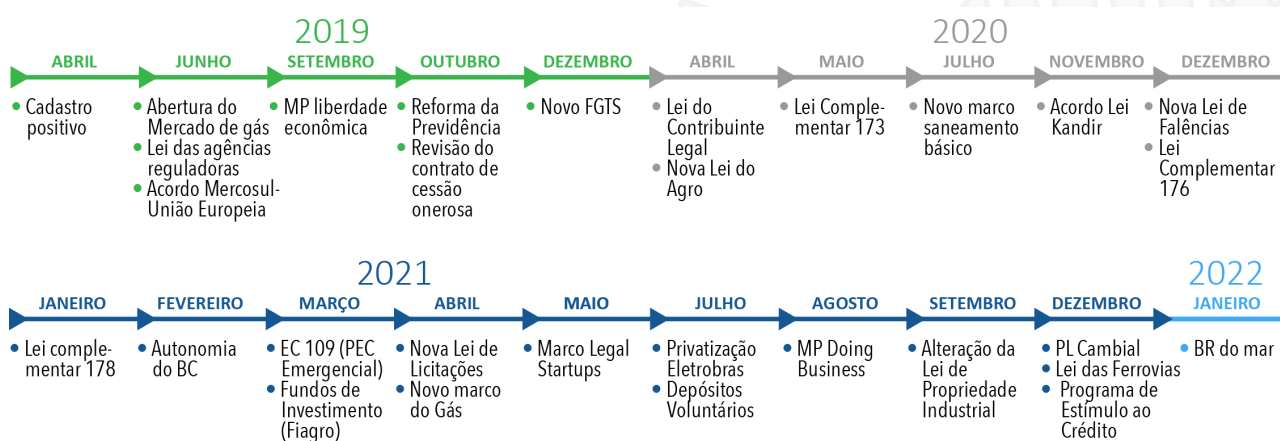 2019
2020
ABRIL
JUNHO
SETEMBRO
OUTUBRO
DEZEMBRO
ABRIL
MAIO
JULHO
NOVEMBRO
DEZEMBRO
• Cadastro
positivo
• Abertura do
Mercado de gás
• Lei das agências
reguladoras
• Acordo Mercosul-
União Europeia
• MP liberdade
econômica
• Reforma da
Previdência
• Revisão do
contrato de
cessão
onerosa
• Novo FGTS
• Lei do
Contribuinte
Legal
• Nova Lei do
Agro
• Lei Comple-
mentar 173
• Novo marco
saneamento
básico
• Acordo Lei
Kandir
• Nova Lei de
Falências
• Lei
Complementar
176
2021
2022
JANEIRO
FEVEREIRO
MARÇO
ABRIL
MAIO
JULHO
AGOSTO
SETEMBRO
DEZEMBRO
JANEIRO
• Lei comple-
mentar 178
• Autonomia
do BC
• EC 109 (PEC
Emergencial)
• Fundos de
Investimento
(Fiagro)
• Nova Lei de
Licitações
• Novo marco
do Gás
• Marco Legal
Startups
• Privatização
Eletrobras
• Depósitos
Voluntários
• MP Doing
Business
• Alteração da
Lei de
Propriedade
Industrial
• PL Cambial
• Lei das Ferrovias
• Programa de
Estímulo ao
Crédito
• BR do mar